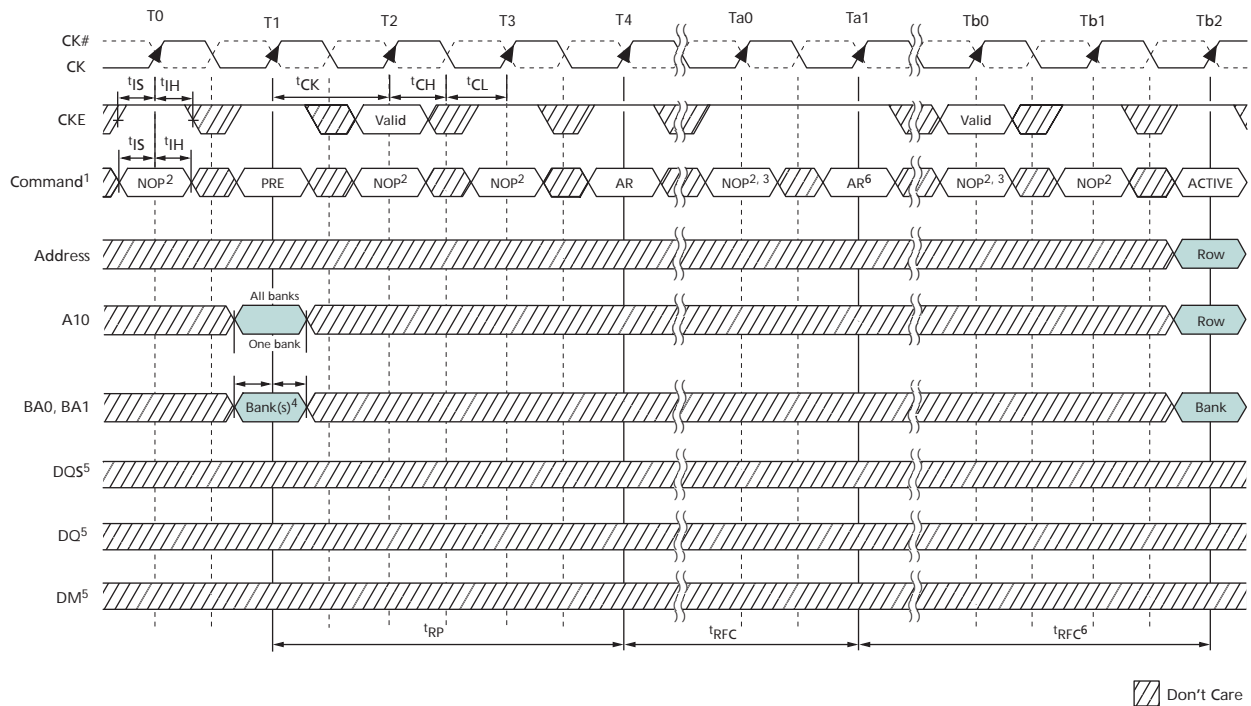 T0 T1 T2 T3 T4 Ta0 Ta1 Tb0 Tb1 Tb2
CK#
CK
tIS tIH tCK tCH tCL
CKE Valid Valid
tIS tIH
Command1 NOP2 PRE NOP2 NOP2 AR NOP2, 3 AR6 NOP2, 3 NOP2 ACTIVE
Address Row
All banks
A10 Row
One bank
BA0, BA1 Bank(s)4 Bank
DQS5
DQ5
DM5
tRP tRFC tRFC6
Don't Care